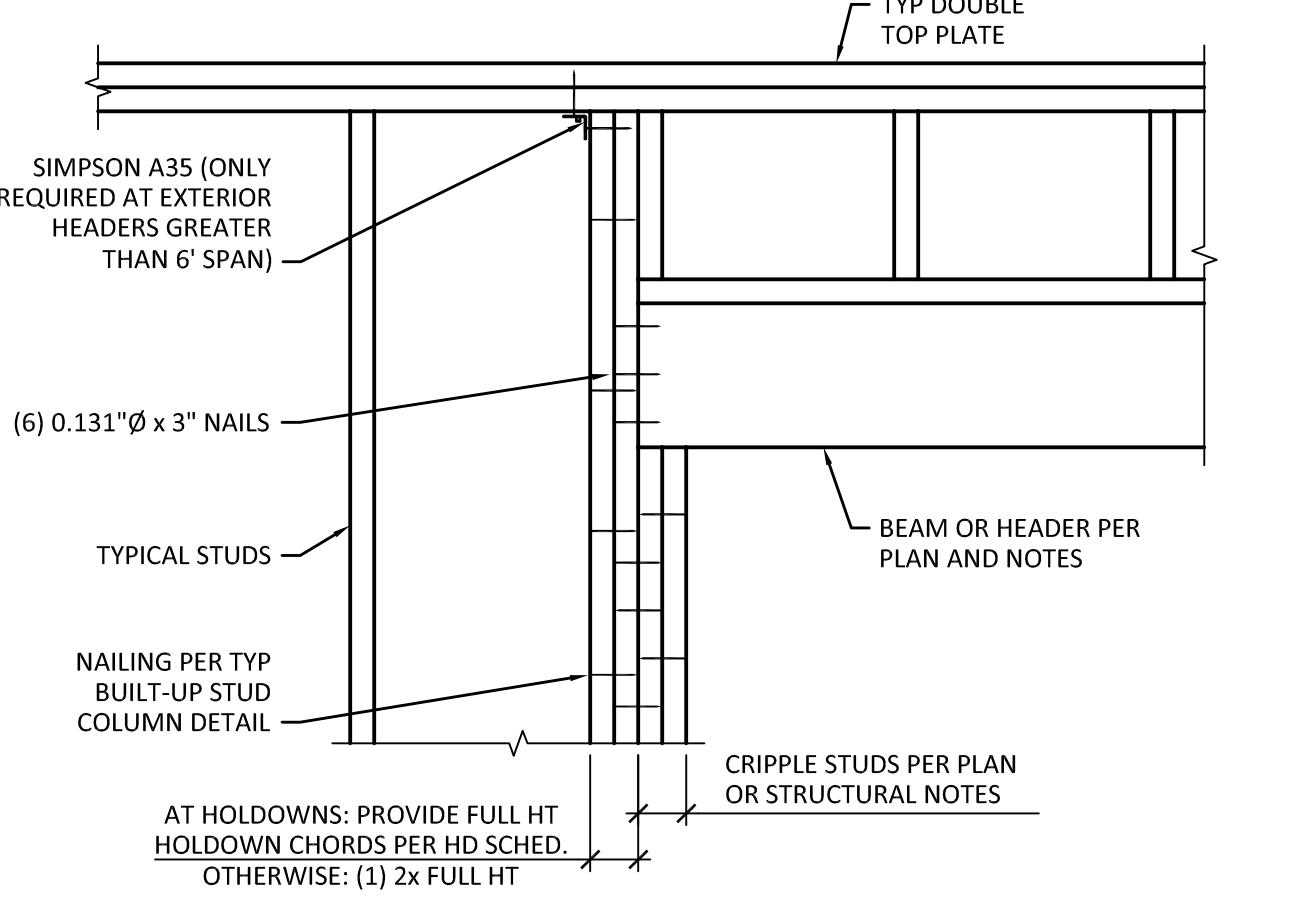 TYP DOUBLE
TOP PLATE
SIMPSON A35 (ONLY
REQUIRED AT EXTERIOR
HEADERS GREATER
THAN 6' SPAN)
(6) 0.131"Ø x 3" NAILS
TYPICAL STUDS
BEAM OR HEADER PER
PLAN AND NOTES
NAILING PER TYP
BUILT-UP STUD
COLUMN DETAIL
CRIPPLE STUDS PER PLAN
OR STRUCTURAL NOTES
AT HOLDOWNS: PROVIDE FULL HT
HOLDOWN CHORDS PER HD SCHED.
OTHERWISE: (1) 2x FULL HT